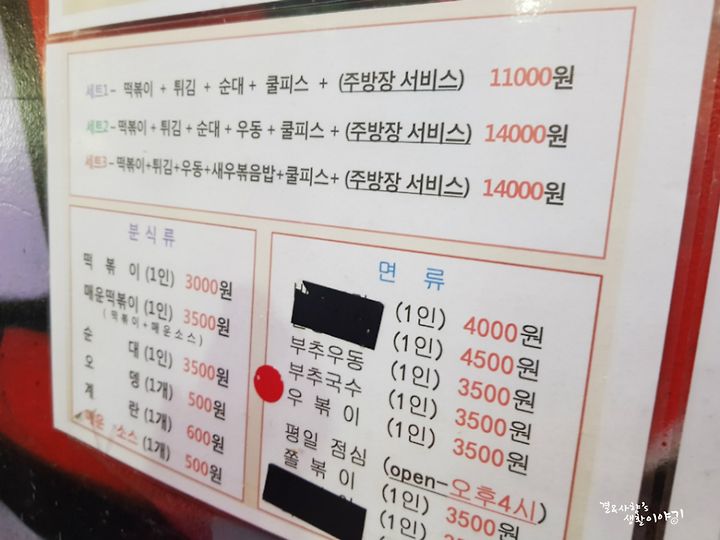 세트1- 떡볶이 + 튀김 + 순대 + 쿨피스 + (주방장 서비스) 11000원
세트2- 떡볶이 + 튀김 + 순대 + 우동 + 쿨피스 + (주방장 서비스) 14000원
세트3-떡볶이+튀김+우동+새우볶음밥+쿨피스+ (주방장 서비스) 14000원
분식류
떡 볶 이 (1인) 3000원
매운떡볶이 (1인) 3500원
(떡볶이+매운소스)
순 대 (1인) 3500원
오 뎅 (1개) 500원
계 란 (1개) 600원
매운 소스 (1개) 500원
면 류
(1인) 4000원
(1인) 4500원
부추우동 (1인) 3500원
부추국수 (1인) 3500원
우 볶 이 (1인) 3500원
평일 점심 (open-오후4시)
쫄 볶 이 (1인) 3500원
(1인)
생활이야기